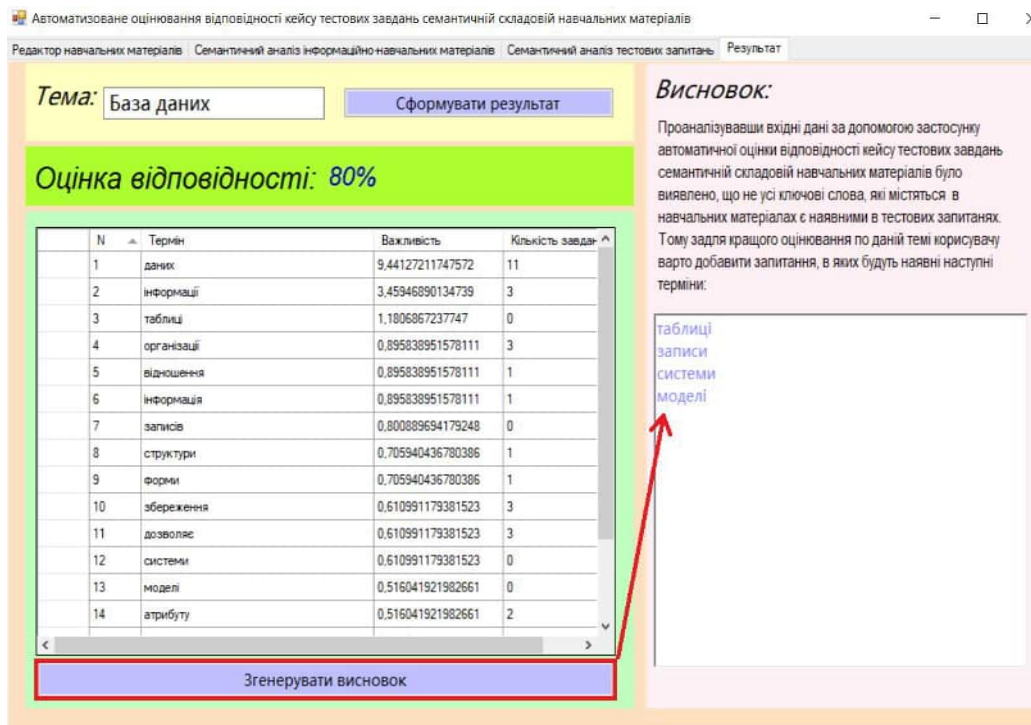 Автоматизоване оцінювання відповідності кейсу тестових завдань семантичній складовій навчальних матеріалів
Редактор навчальних матеріалів Семантичний аналіз інформаційно-навчальних матеріалів Семантичний аналіз тестових запитань Результат
Тема: База даних Сформувати результат
Оцінка відповідності: 80%
N Термін Важливість Кількість завдан
1 даних 9,44127211747572 11
2 інформації 3,45946890134739 3
3 таблиці 1,1806867237747 0
4 організації 0,895838951578111 3
5 відношення 0,895838951578111 1
6 інформація 0,895838951578111 1
7 записів 0,800889694179248 0
8 структури 0,705940436780386 1
9 форми 0,705940436780386 1
10 збереження 0,610991179381523 3
11 дозволяє 0,610991179381523 3
12 системи 0,610991179381523 0
13 моделі 0,516041921982661 0
14 атрибуту 0,516041921982661 2
Згенерувати висновок
Висновок:
Проаналізувавши вхідні дані за допомогою застосунку
автоматичної оцінки відповідності кейсу тестових завдань
семантичній складовій навчальних матеріалів було
виявлено, що не усі ключові слова, які містяться в
навчальних матеріалах є наявними в тестових запитанях.
Тому задля кращого оцінювання по даній темі корисувачу
варто добавити запитання, в яких будуть наявні наступні
терміни:
таблиці
записи
системи
моделі